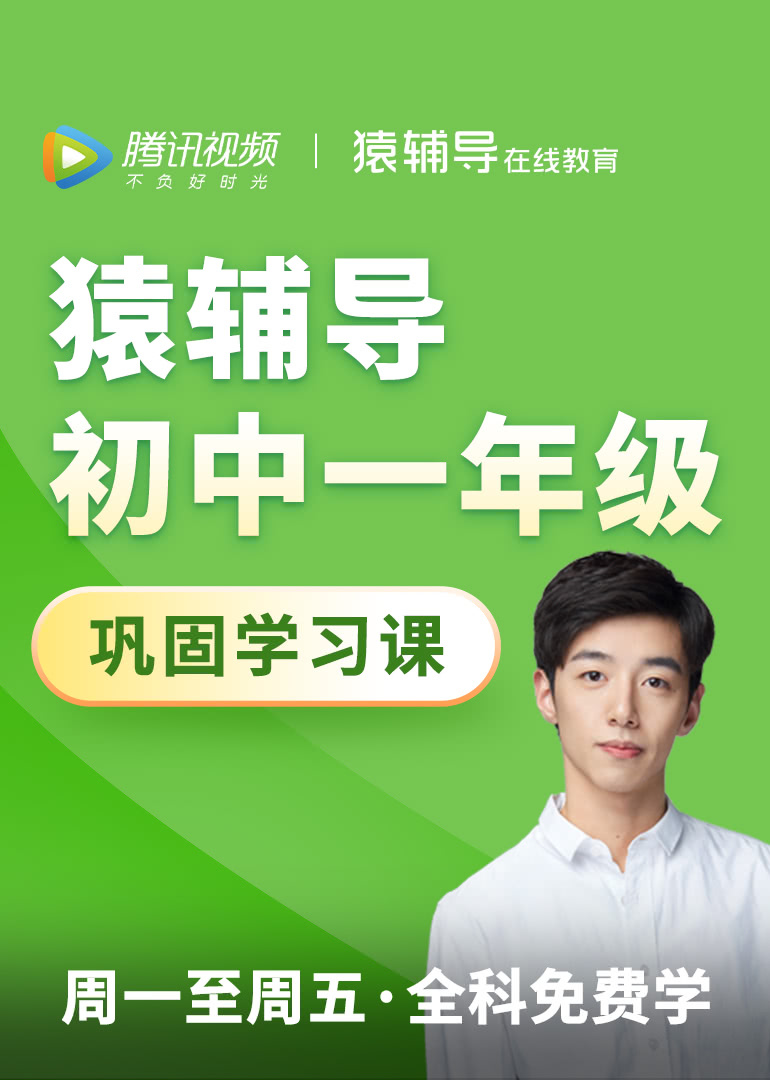 腾讯视频
不负好时光
猿辅导在线教育
猿辅导
初中一年级
巩固学习课
周一至周五·全科免费学